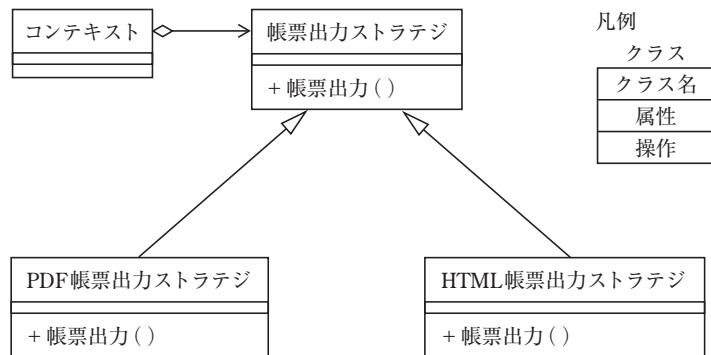 コンテキスト
帳票出力ストラテジ
+ 帳票出力 ( )
凡例
クラス
クラス名
属性
操作
PDF帳票出力ストラテジ
+ 帳票出力 ( )
HTML帳票出力ストラテジ
+ 帳票出力 ( )